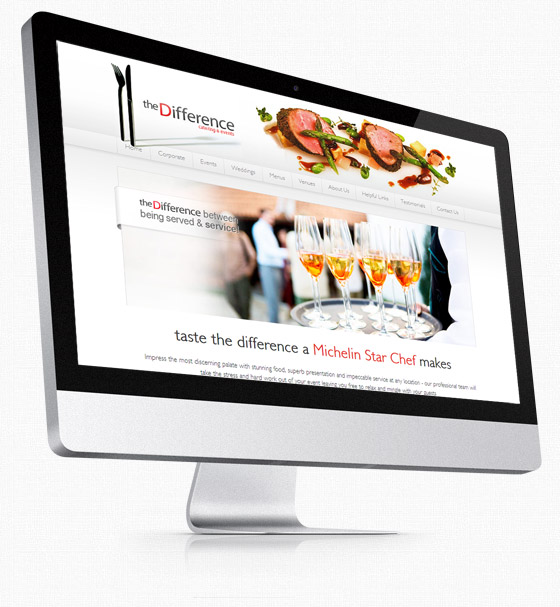 theDifference
catering & events
Home Corporate Events Weddings Menus Venues About Us Helpful Links Testimonials Contact Us
theDifference between
being served & service!
taste the difference a Michelin Star Chef makes
Impress the most discerning palate with stunning food, superb presentation and impeccable service at any location - our professional team will
take the stress and hard work out of your event leaving you free to relax and mingle with your guests